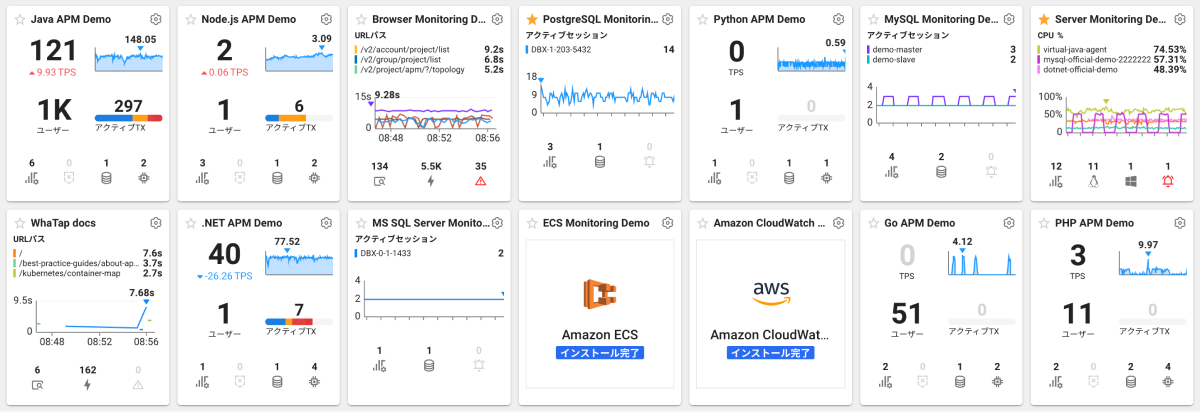 Java APM Demo
121
9.93 TPS
148.05
1K
ユーザー
297
アクティブTX
6 0 1 2
Node.js APM Demo
2
0.06 TPS
3.09
1
ユーザー
6
アクティブTX
3 0 1 2
Browser Monitoring D...
URLパス
/v2/account/project/list 9.2s
/v2/group/project/list 6.8s
/v2/project/apm/?/topology 5.2s
15s
9.28s
0
08:48 08:52 08:56
134 5.5K 35
PostgreSQL Monitorin...
アクティブセッション
DBX-1-203-5432 14
18
9
0
3 1 0
Python APM Demo
0
TPS
0.59
1
ユーザー
0
アクティブTX
1 0 1 1
MySQL Monitoring De...
アクティブセッション
demo-master 3
demo-slave 2
4
2
0
4 2 0
Server Monitoring De...
CPU %
virtual-java-agent 74.53%
mysql-official-demo-2222222 57.31%
dotnet-official-demo 48.39%
100%
50%
0
12 11 1 1
WhaTap docs
URLパス
/ 7.6s
/best-practice-guides/about-ap... 3.7s
/kubernetes/container-map 2.7s
7.68s
9.5s
0
08:48 08:52 08:56
6 162 0
.NET APM Demo
40
-26.26 TPS
77.52
1
ユーザー
7
アクティブTX
1 0 1 4
MS SQL Server Monito...
アクティブセッション
DBX-0-1-1433 2
4
2
0
1 1 0
ECS Monitoring Demo
Amazon ECS
インストール完了
Amazon CloudWatch ...
aws
Amazon CloudWat...
インストール完了
Go APM Demo
0
TPS
4.12
51
ユーザー
0
アクティブTX
2 0 1 2
PHP APM Demo
3
TPS
9.97
11
ユーザー
0
アクティブTX
2 0 2 4